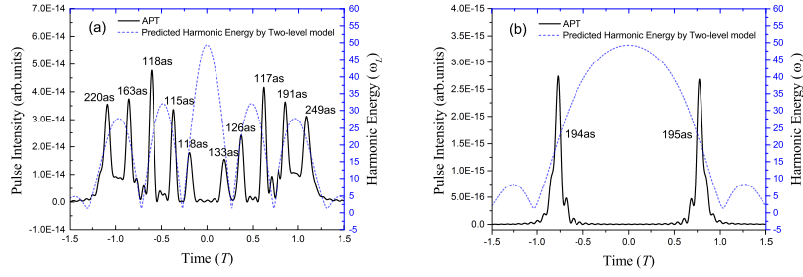 (a)
APT
Predicted Harmonic Energy by Two-level model
Pulse Intensity (arb.units)
7.0E-14
6.0E-14
5.0E-14
4.0E-14
3.0E-14
2.0E-14
1.0E-14
0.0
-1.0E-14
220as
163as
118as
115as
118as
133as
126as
117as
191as
249as
60
55
50
45
40
35
30
25
20
15
10
5
0
-5
Harmonic Energy ( ωL)
-1.5 -1.0 -0.5 0.0 0.5 1.0 1.5
Time (T)
(b)
APT
Predicted Harmonic Energy by Two-level model
Pulse Intensity (arb.units)
4.0E-15
3.5E-15
3.0E-15
2.5E-15
2.0E-15
1.5E-15
1.0E-15
5.0E-16
0.0
194as
195as
60
55
50
45
40
35
30
25
20
15
10
5
0
-5
Harmonic Energy (ωL)
-1.5 -1.0 -0.5 0.0 0.5 1.0 1.5
Time (T)